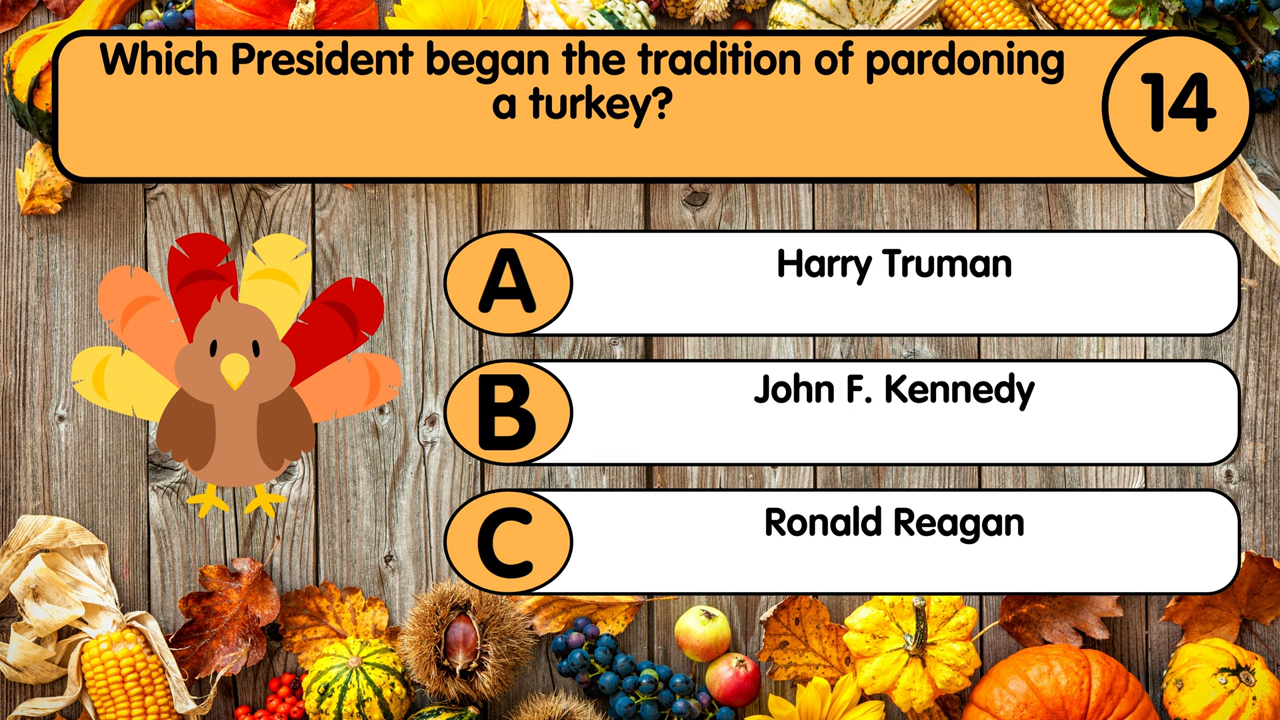 Which President began the tradition of pardoning
a turkey?
14
A
Harry Truman
B
John F. Kennedy
C
Ronald Reagan